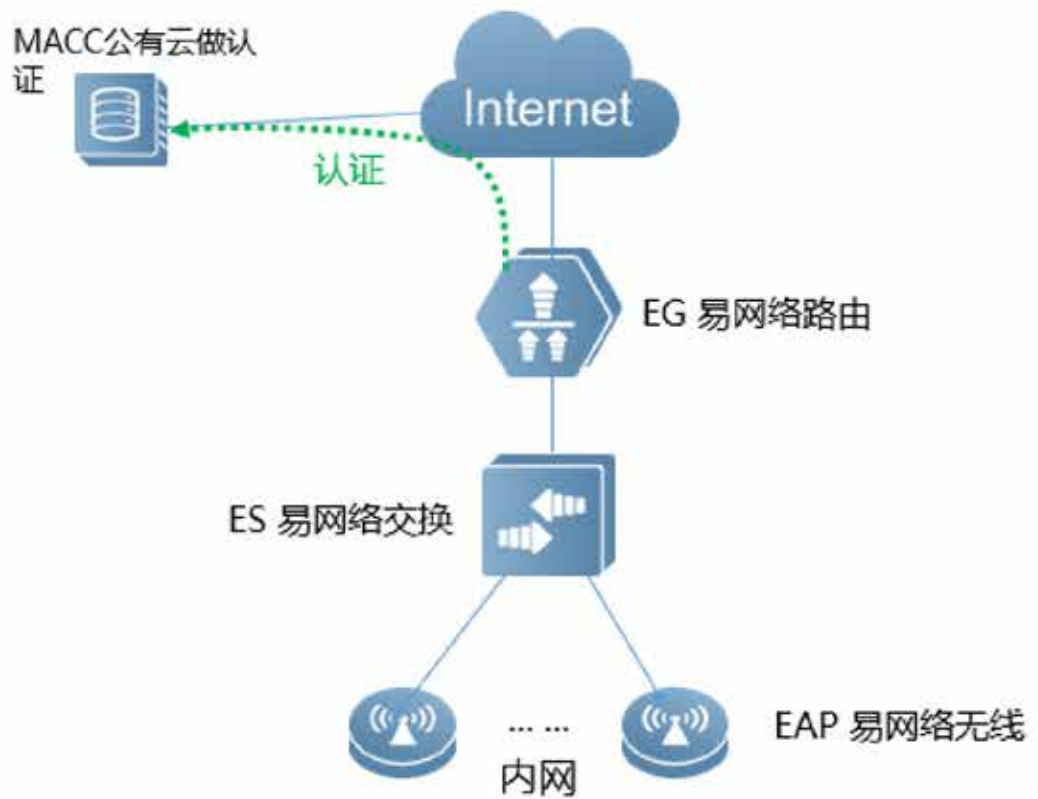 MACC公有云做认
证
Internet
认证
EG 易网络路由
ES 易网络交换
... ...
EAP 易网络无线
内网